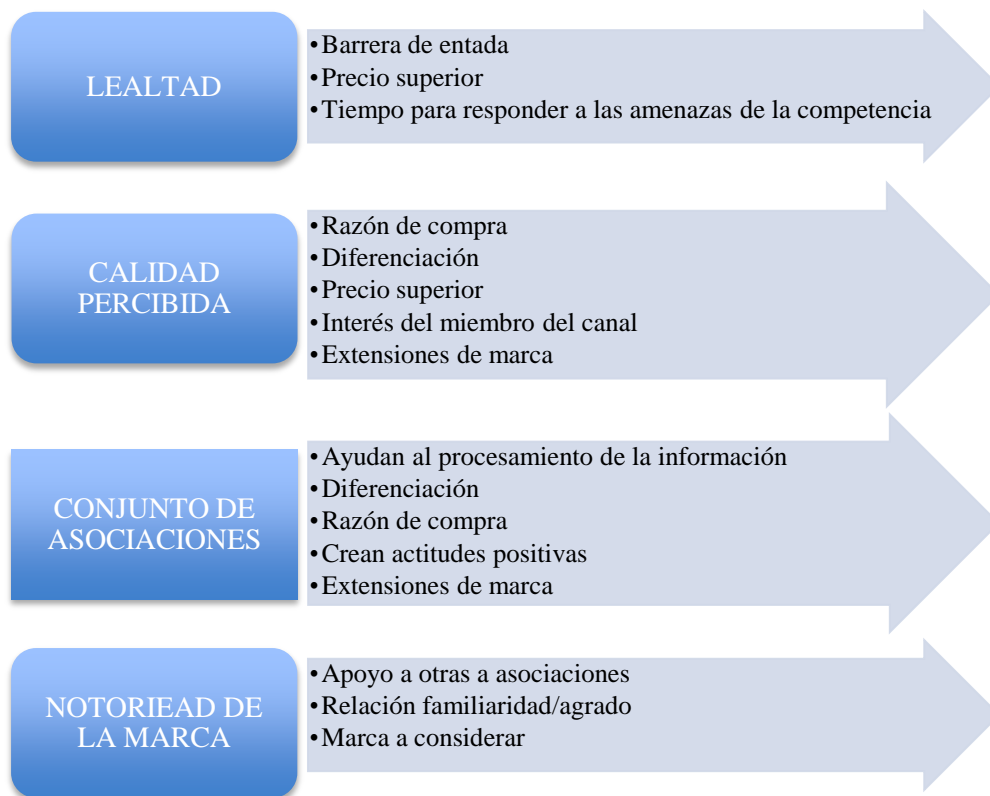 LEALTAD
•Barrera de entada
•Precio superior
•Tiempo para responder a las amenazas de la competencia
CALIDAD
PERCIBIDA
•Razón de compra
•Diferenciación
•Precio superior
•Interés del miembro del canal
•Extensiones de marca
CONJUNTO DE
ASOCIACIONES
•Ayudan al procesamiento de la información
•Diferenciación
•Razón de compra
•Crean actitudes positivas
•Extensiones de marca
NOTORIEAD DE
LA MARCA
•Apoyo a otras a asociaciones
•Relación familiaridad/agrado
•Marca a considerar